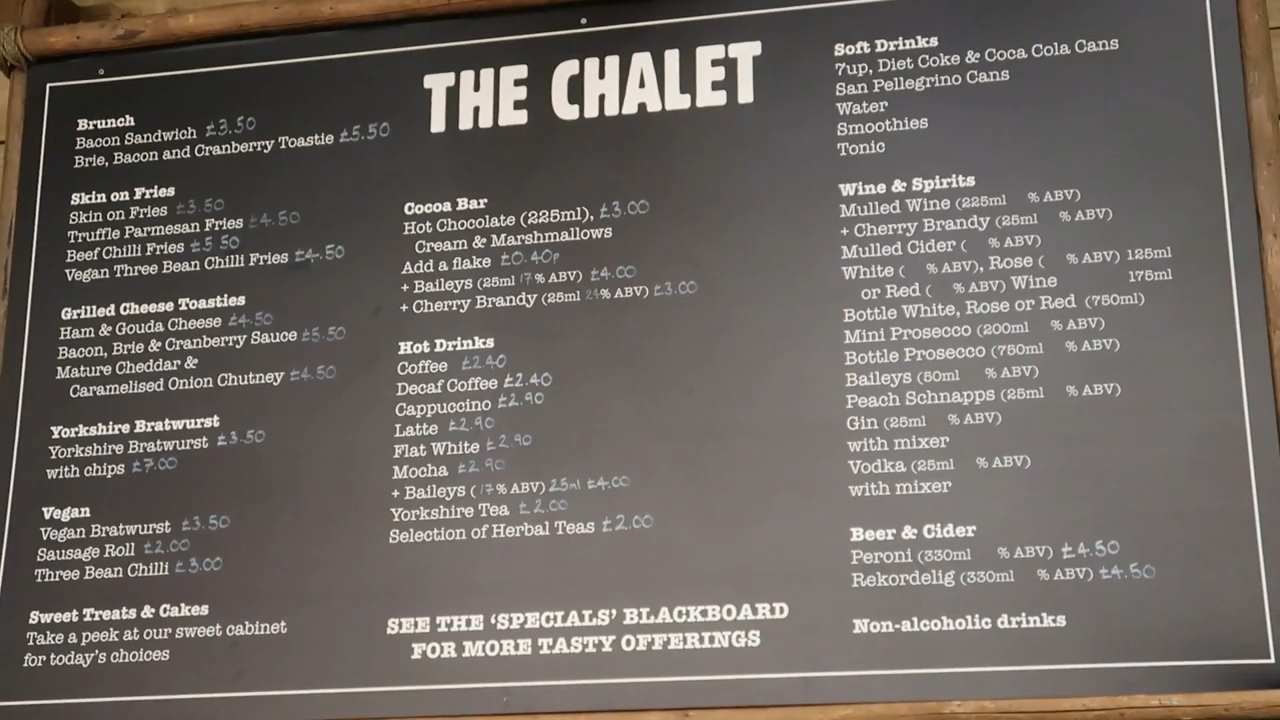 THE CHALET
Brunch
Bacon Sandwich £3.50
Brie, Bacon and Cranberry Toastie £5.50
Skin on Fries
Skin on Fries £3.50
Truffle Parmesan Fries £4.50
Beef Chilli Fries £5.50
Vegan Three Bean Chilli Fries £4.50
Grilled Cheese Toasties
Ham & Gouda Cheese £4.50
Bacon, Brie & Cranberry Sauce £5.50
Mature Cheddar &
Caramelised Onion Chutney £4.50
Yorkshire Bratwurst
Yorkshire Bratwurst £3.50
with chips £7.00
Vegan
Vegan Bratwurst £3.50
Sausage Roll £2.00
Three Bean Chilli £3.00
Sweet Treats & Cakes
Take a peek at our sweet cabinet
for today's choices
Cocoa Bar
Hot Chocolate (225ml), £3.00
Cream & Marshmallows
Add a flake £0.40p
+ Baileys (25ml 17% ABV) £4.00
+ Cherry Brandy (25ml 24% ABV) £3.00
Hot Drinks
Coffee £2.40
Decaf Coffee £2.40
Cappuccino £2.90
Latte £2.90
Flat White £2.90
Mocha £2.90
+ Baileys (17% ABV) 25ml £4.00
Yorkshire Tea £2.00
Selection of Herbal Teas £2.00
SEE THE 'SPECIALS' BLACKBOARD
FOR MORE TASTY OFFERINGS
Soft Drinks
7up, Diet Coke & Coca Cola Cans
San Pellegrino Cans
Water
Smoothies
Tonic
Wine & Spirits
Mulled Wine (225ml % ABV)
+ Cherry Brandy (25ml % ABV)
Mulled Cider ( % ABV)
White ( % ABV), Rose ( % ABV) 125ml
or Red ( % ABV) Wine 175ml
Bottle White, Rose or Red (750ml)
Mini Prosecco (200ml % ABV)
Bottle Prosecco (750ml % ABV)
Baileys (50ml % ABV)
Peach Schnapps (25ml % ABV)
Gin (25ml % ABV)
with mixer
Vodka (25ml % ABV)
with mixer
Beer & Cider
Peroni (330ml % ABV) £4.50
Rekordelig (330ml % ABV) £4.50
Non-alcoholic drinks